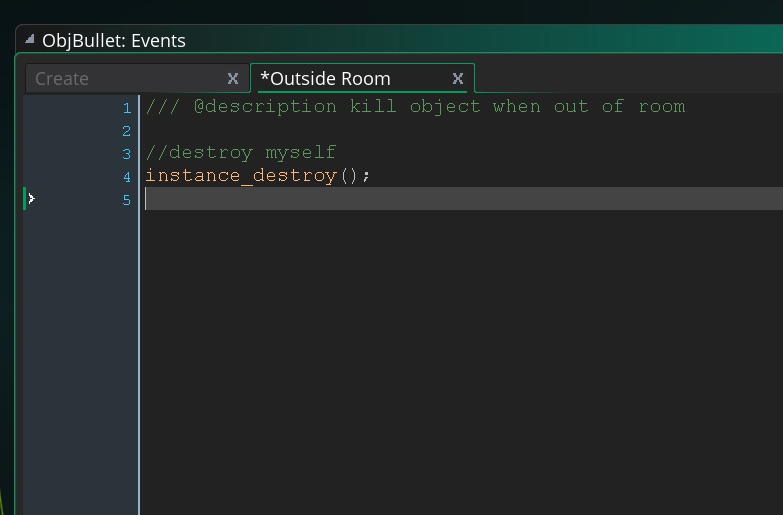 ObjBullet: Events
Create X *Outside Room X
1 /// @description kill object when out of room
2
3 //destroy myself
4 instance_destroy();
5